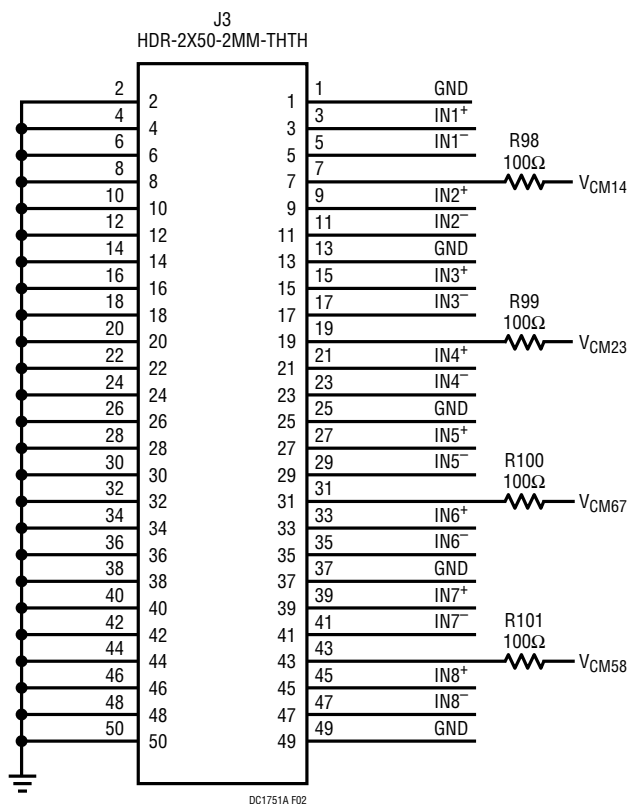 J3
HDR-2X50-2MM-THTH
2 2 1 1 GND
4 4 3 3 IN1+
6 6 5 5 IN1−
R98
100Ω
8 8 7 7 VCM14
10 10 9 9 IN2+
12 12 11 11 IN2−
14 14 13 13 GND
16 16 15 15 IN3+
18 18 17 17 IN3−
R99
100Ω
20 20 19 19 VCM23
22 22 21 21 IN4+
24 24 23 23 IN4−
26 26 25 25 GND
28 28 27 27 IN5+
30 30 29 29 IN5−
R100
100Ω
32 32 31 31 VCM67
34 34 33 33 IN6+
36 36 35 35 IN6−
38 38 37 37 GND
40 40 39 39 IN7+
42 42 41 41 IN7−
R101
100Ω
44 44 43 43 VCM58
46 46 45 45 IN8+
48 48 47 47 IN8−
50 50 49 49 GND
DC1751A F02